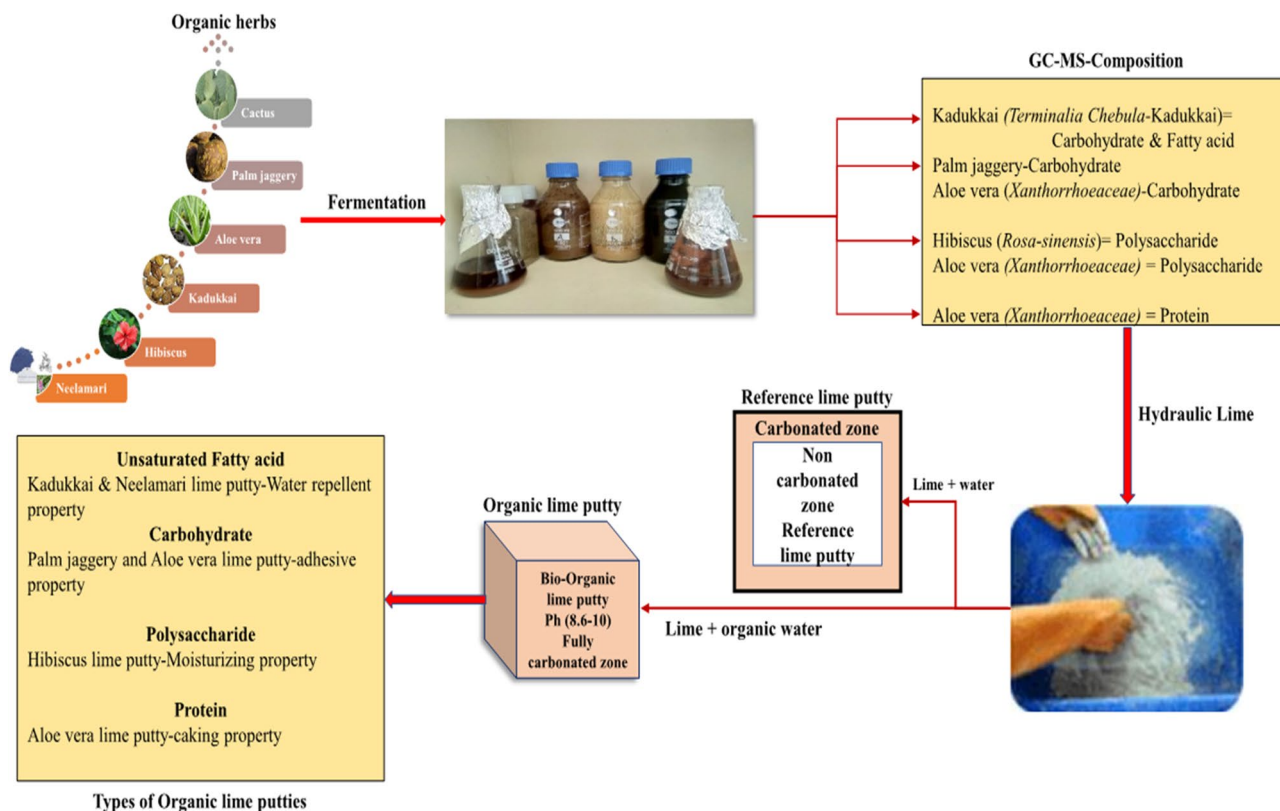 Organic herbs
Cactus
Palm jaggery
Aloe vera
Kadukkai
Hibiscus
Neelamari
Fermentation
GC-MS-Composition
Kadukkai (Terminalia Chebula-Kadukkai)=
Carbohydrate & Fatty acid
Palm jaggery-Carbohydrate
Aloe vera (Xanthorrhoeaceae)-Carbohydrate
Hibiscus (Rosa-sinensis)= Polysaccharide
Aloe vera (Xanthorrhoeaceae) = Polysaccharide
Aloe vera (Xanthorrhoeaceae) = Protein
Hydraulic Lime
Reference lime putty
Carbonated zone
Non
carbonated
zone
Reference
lime putty
Lime + water
Lime + organic water
Organic lime putty
Bio-Organic
lime putty
Ph (8.6-10)
Fully
carbonated zone
Unsaturated Fatty acid
Kadukkai & Neelamari lime putty-Water repellent
property
Carbohydrate
Palm jaggery and Aloe vera lime putty-adhesive
property
Polysaccharide
Hibiscus lime putty-Moisturizing property
Protein
Aloe vera lime putty-caking property
Types of Organic lime putties